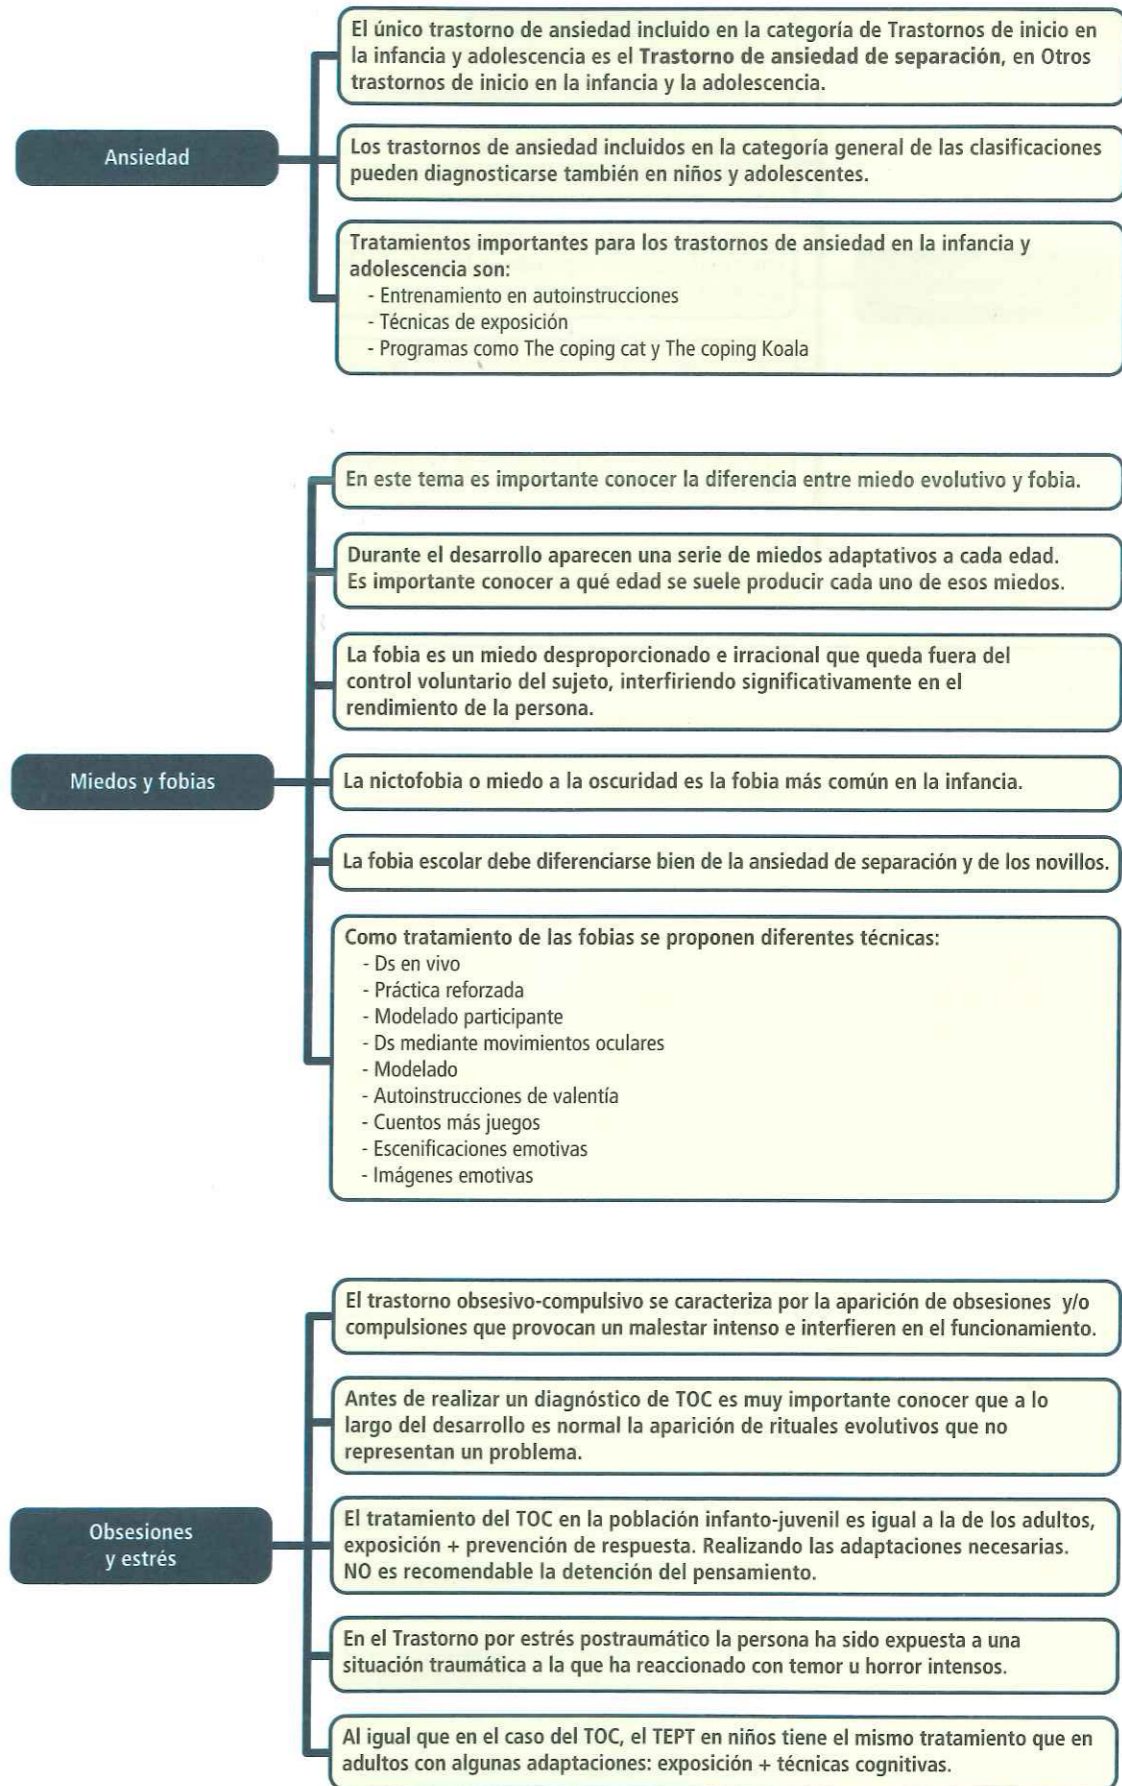 Ansiedad
El único trastorno de ansiedad incluido en la categoría de Trastornos de inicio en
la infancia y adolescencia es el Trastorno de ansiedad de separación, en Otros
trastornos de inicio en la infancia y la adolescencia.
Los trastornos de ansiedad incluidos en la categoría general de las clasificaciones
pueden diagnosticarse también en niños y adolescentes.
Tratamientos importantes para los trastornos de ansiedad en la infancia y
adolescencia son:
- Entrenamiento en autoinstrucciones
- Técnicas de exposición
- Programas como The coping cat y The coping Koala
Miedos y fobias
En este tema es importante conocer la diferencia entre miedo evolutivo y fobia.
Durante el desarrollo aparecen una serie de miedos adaptativos a cada edad.
Es importante conocer a qué edad se suele producir cada uno de esos miedos.
La fobia es un miedo desproporcionado e irracional que queda fuera del
control voluntario del sujeto, interfiriendo significativamente en el
rendimiento de la persona.
La nictofobia o miedo a la oscuridad es la fobia más común en la infancia.
La fobia escolar debe diferenciarse bien de la ansiedad de separación y de los novillos.
Como tratamiento de las fobias se proponen diferentes técnicas:
- Ds en vivo
- Práctica reforzada
- Modelado participante
- Ds mediante movimientos oculares
- Modelado
- Autoinstrucciones de valentía
- Cuentos más juegos
- Escenificaciones emotivas
- Imágenes emotivas
Obsesiones
y estrés
El trastorno obsesivo-compulsivo se caracteriza por la aparición de obsesiones y/o
compulsiones que provocan un malestar intenso e interfieren en el funcionamiento.
Antes de realizar un diagnóstico de TOC es muy importante conocer que a lo
largo del desarrollo es normal la aparición de rituales evolutivos que no
representan un problema.
El tratamiento del TOC en la población infanto-juvenil es igual a la de los adultos,
exposición + prevención de respuesta. Realizando las adaptaciones necesarias.
NO es recomendable la detención del pensamiento.
En el Trastorno por estrés postraumático la persona ha sido expuesta a una
situación traumática a la que ha reaccionado con temor u horror intensos.
Al igual que en el caso del TOC, el TEPT en niños tiene el mismo tratamiento que en
adultos con algunas adaptaciones: exposición + técnicas cognitivas.